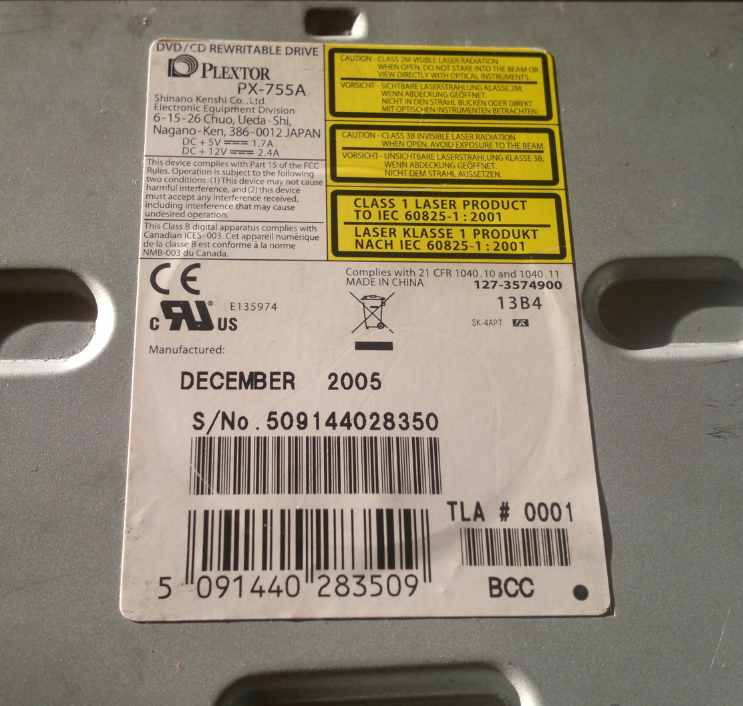 DVD/CD REWRITABLE DRIVE
PLEXTOR
PX-755A
Shinano Kenshi Co., Ltd.
Electronic Equipment Division
6-15-26 Chuo, Ueda-Shi,
Nagano-Ken, 386-0012 JAPAN
DC +5V 1.7A
DC +12V 2.4A
This device complies with Part 15 of the FCC
Rules. Operation is subject to the following
two conditions: (1) This device may not cause
harmful interference, and (2) this device
must accept any interference received,
including interference that may cause
undesired operation.
This Class B digital apparatus complies with
Canadian ICES-003. Cet appareil numérique
de la classe B est conforme à la norme
NMB-003 du Canada.
CAUTION - CLASS 2M VISIBLE LASER RADIATION
WHEN OPEN. DO NOT STARE INTO THE BEAM OR
VIEW DIRECTLY WITH OPTICAL INSTRUMENTS.
VORSICHT - SICHTBARE LASERSTRAHLUNG KLASSE 2M,
WENN ABDECKUNG GEÖFFNET.
NICHT IN DEN STRAHL BLICKEN ODER DIREKT
MIT OPTISCHEN INSTRUMENTEN BETRACHTEN.
CAUTION - CLASS 3B INVISIBLE LASER RADIATION
WHEN OPEN. AVOID EXPOSURE TO THE BEAM.
VORSICHT - UNSICHTBARE LASERSTRAHLUNG KLASSE 3B,
WENN ABDECKUNG GEÖFFNET.
NICHT DEM STRAHL AUSSETZEN.
CLASS 1 LASER PRODUCT
TO IEC 60825-1 : 2001
LASER KLASSE 1 PRODUKT
NACH IEC 60825-1 : 2001
CE
Complies with 21 CFR 1040 .10 and 1040 .11
MADE IN CHINA 127-3574900
13B4
c RU ® US E135974
SK-4APT
Manufactured:
DECEMBER 2005
S/No.509144028350
TLA # 0001
5 091440 283509
BCC